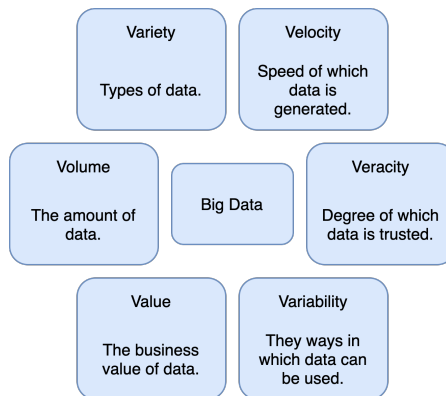 Variety
Types of data.
Velocity
Speed of which
data is
generated.
Volume
The amount of
data.
Big Data
Veracity
Degree of which
data is trusted.
Value
The business
value of data.
Variability
They ways in
which data can
be used.